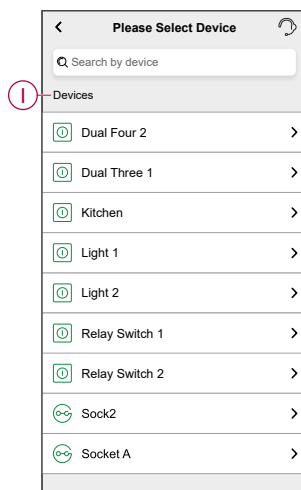 Please Select Device
Search by device
I
Devices
Dual Four 2
Dual Three 1
Kitchen
Light 1
Light 2
Relay Switch 1
Relay Switch 2
Sock2
Socket A